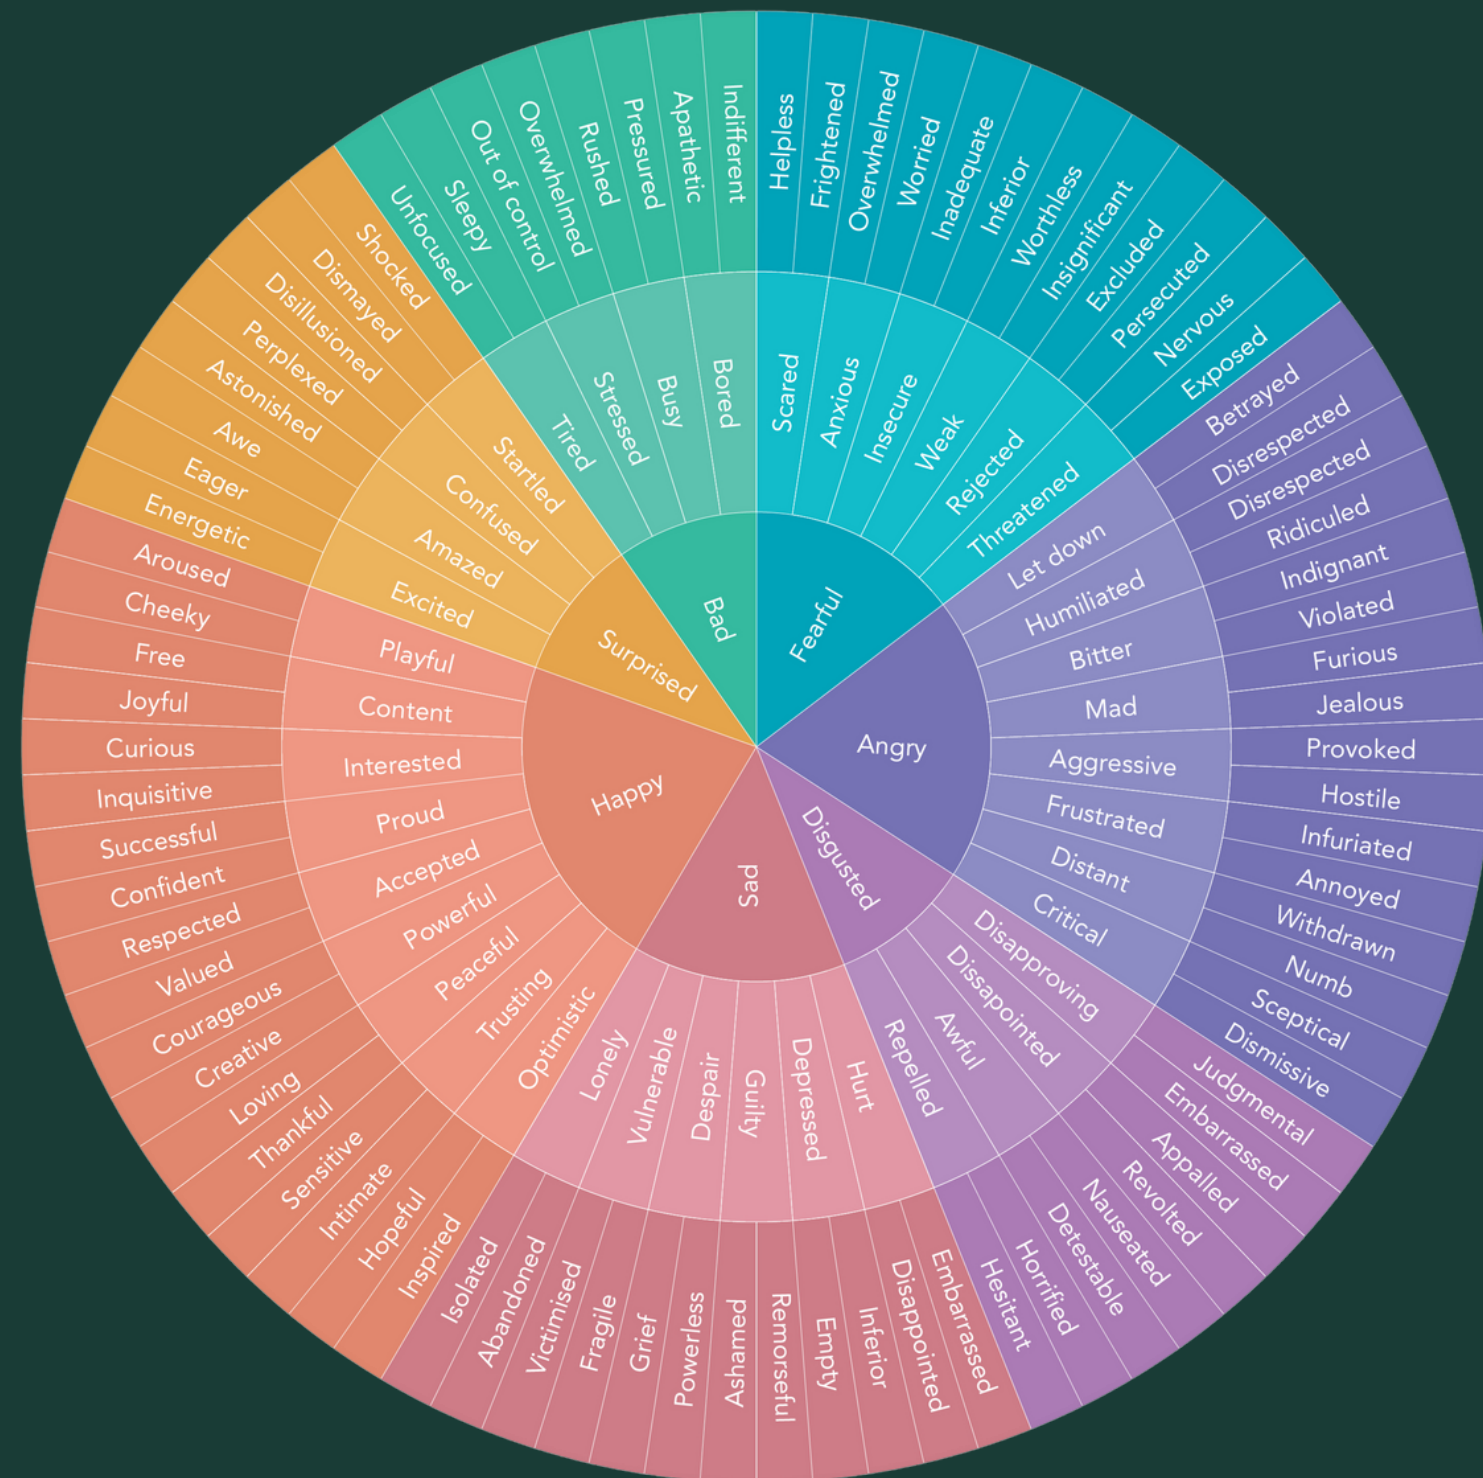 Fearful
Angry
Disgusted
Sad
Happy
Surprised
Bad
Scared
Anxious
Insecure
Weak
Rejected
Threatened
Let down
Humiliated
Bitter
Mad
Aggressive
Frustrated
Distant
Critical
Disapproving
Dissapointed
Awful
Repelled
Hurt
Depressed
Guilty
Despair
Vulnerable
Lonely
Optimistic
Trusting
Peaceful
Powerful
Accepted
Proud
Interested
Content
Playful
Excited
Amazed
Confused
Startled
Tired
Stressed
Busy
Bored
Helpless
Frightened
Overwhelmed
Worried
Inadequate
Inferior
Worthless
Insignificant
Excluded
Persecuted
Nervous
Exposed
Betrayed
Disrespected
Disrespected
Ridiculed
Indignant
Violated
Furious
Jealous
Provoked
Hostile
Infuriated
Annoyed
Withdrawn
Numb
Sceptical
Dismissive
Judgmental
Embarrassed
Appalled
Revolted
Nauseated
Detestable
Horrified
Hesitant
Embarrassed
Disappointed
Inferior
Empty
Remorseful
Ashamed
Powerless
Grief
Fragile
Victimised
Abandoned
Isolated
Inspired
Hopeful
Intimate
Sensitive
Thankful
Loving
Creative
Courageous
Valued
Respected
Confident
Successful
Inquisitive
Curious
Joyful
Free
Cheeky
Aroused
Energetic
Eager
Awe
Astonished
Perplexed
Disillusioned
Dismayed
Shocked
Unfocused
Sleepy
Out of control
Overwhelmed
Rushed
Pressured
Apathetic
Indifferent